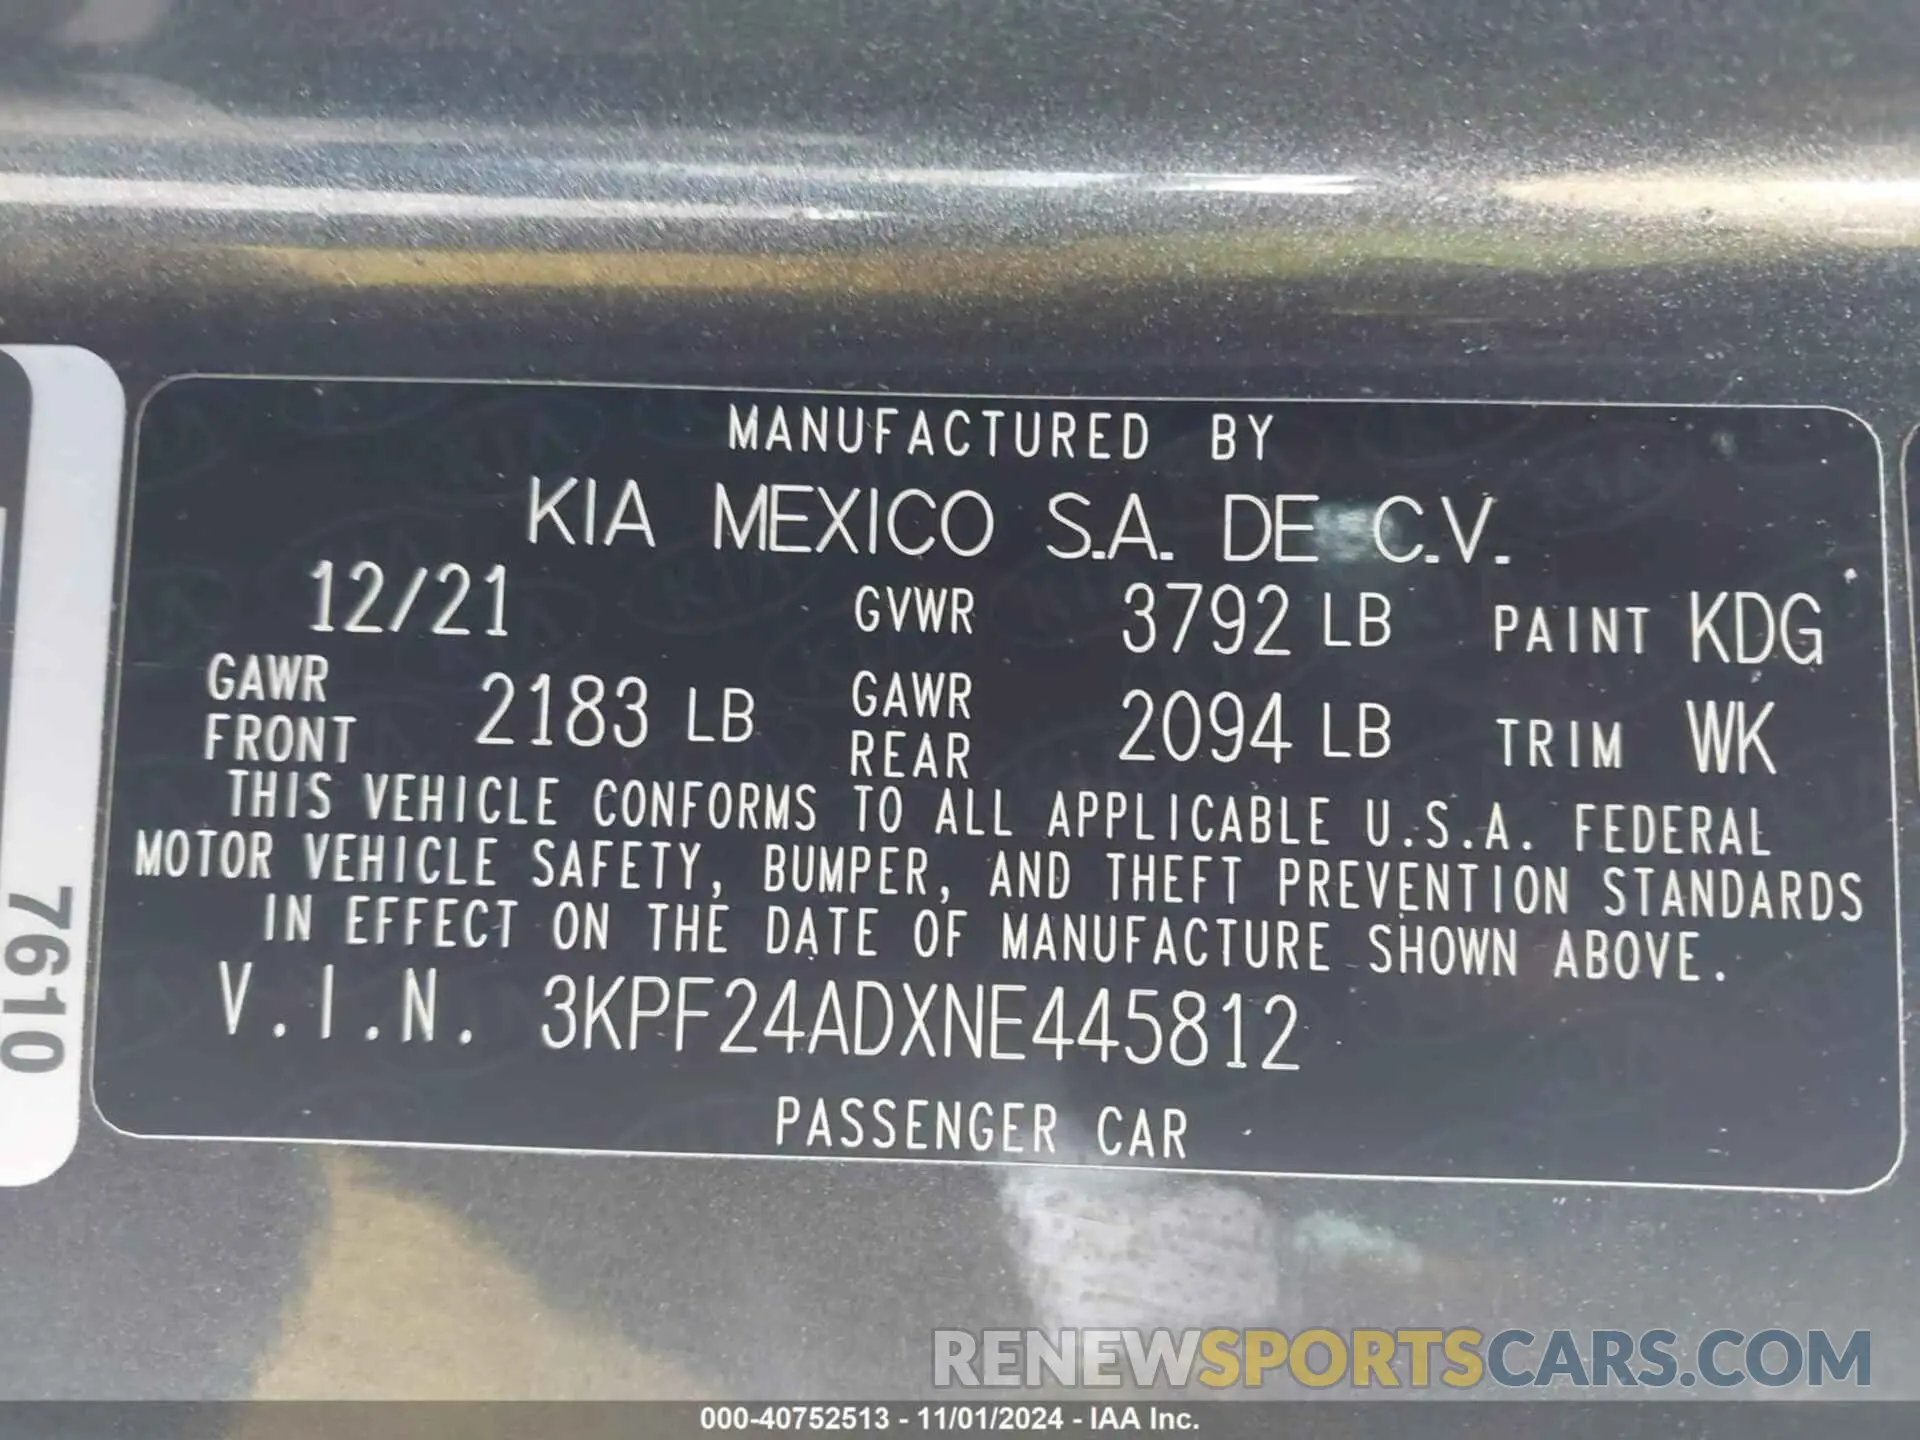 MANUFACTURED BY
KIA MEXICO S.A. DE C.V.
12/21 GVWR 3792 LB PAINT KDG
GAWR FRONT 2183 LB GAWR REAR 2094 LB TRIM WK
THIS VEHICLE CONFORMS TO ALL APPLICABLE U.S.A. FEDERAL
MOTOR VEHICLE SAFETY, BUMPER, AND THEFT PREVENTION STANDARDS
IN EFFECT ON THE DATE OF MANUFACTURE SHOWN ABOVE.
V.I.N. 3KPF24ADXNE445812
PASSENGER CAR
7610
RENEWSPORTSCARS.COM
000-40752513 - 11/01/2024 - IAA Inc.